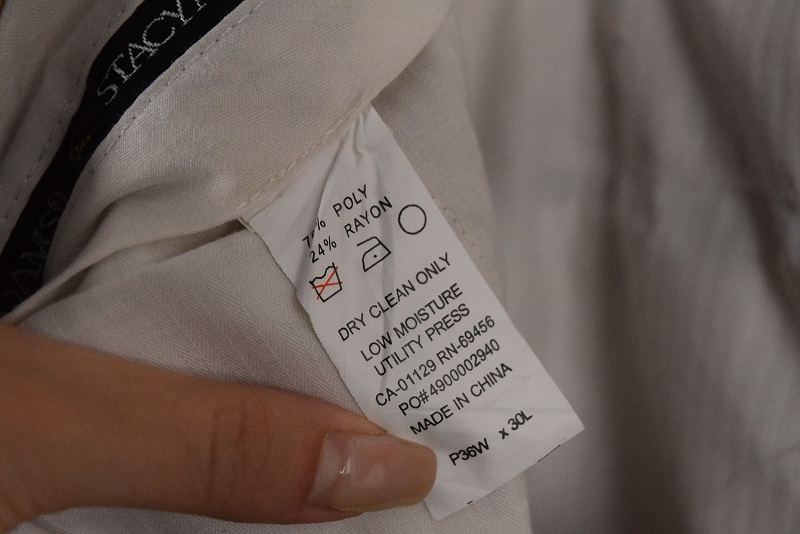 STACY
ADAMS®
% POLY
24% RAYON
DRY CLEAN ONLY
LOW MOISTURE
UTILITY PRESS
CA-01129 RN-69456
PO#4900002940
MADE IN CHINA
P36W x 30L